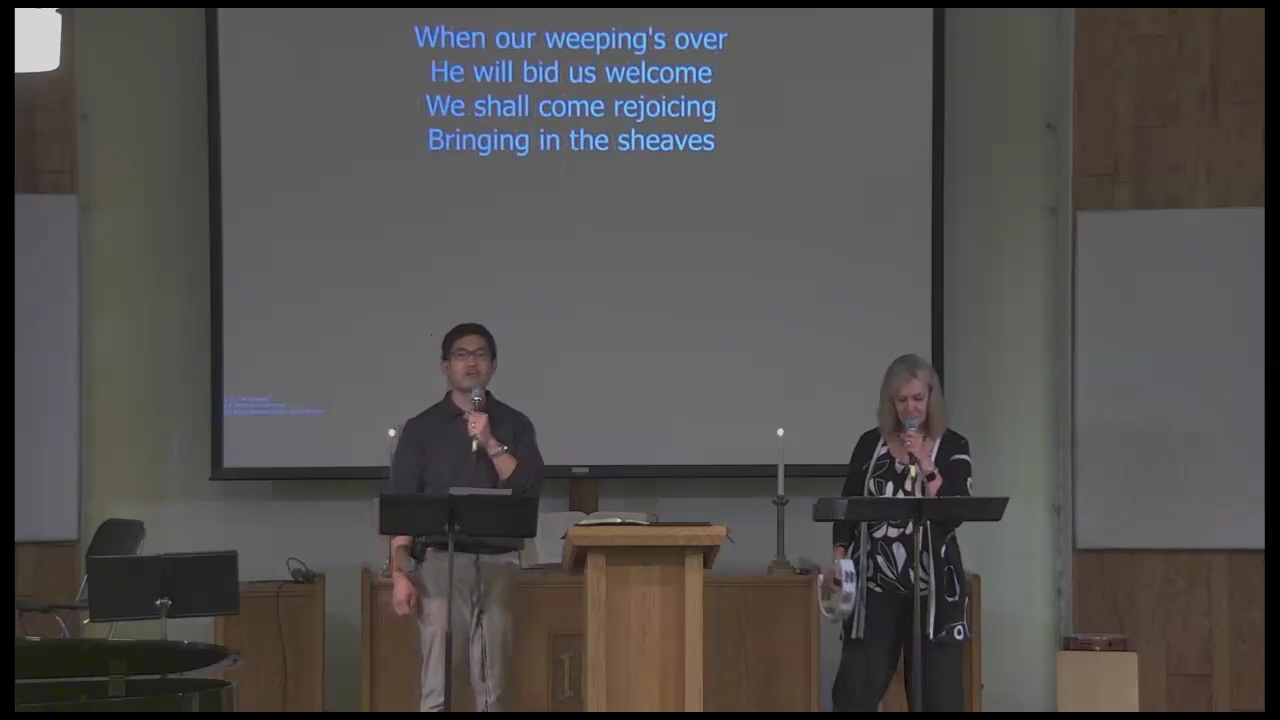 When our weeping's over
He will bid us welcome
We shall come rejoicing
Bringing in the sheaves